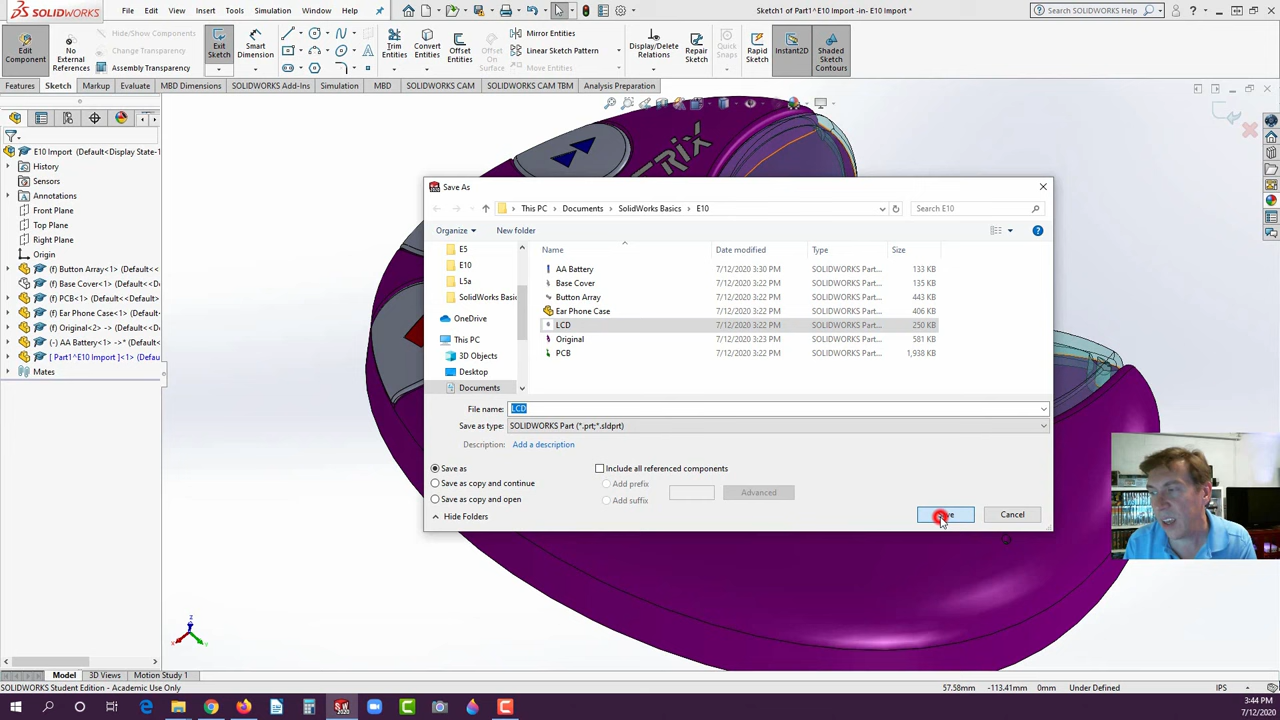 SOLIDWORKS File Edit View Insert Tools Simulation Window Help Sketch1 of Part1^E10 Import -in- E10 Import * Search SOLIDWORKS Help
Edit Component
No External References
Hide/Show Components
Change Transparency
Assembly Transparency
Exit Sketch
Smart Dimension
Trim Entities
Convert Entities
Offset Entities
Offset On Surface
Mirror Entities
Linear Sketch Pattern
Move Entities
Display/Delete Relations
Repair Sketch
Quick Snaps
Rapid Sketch
Instant2D
Shaded Sketch Contours
Features Sketch Markup Evaluate MBD Dimensions SOLIDWORKS Add-Ins Simulation MBD SOLIDWORKS CAM SOLIDWORKS CAM TBM Analysis Preparation
E10 Import (Default<Display State-1
History
Sensors
Annotations
Front Plane
Top Plane
Right Plane
Origin
(f) Button Array<1> (Default<<
(f) Base Cover<1> (Default<<
(f) PCB<1> (Default<<Default
(f) Ear Phone Case<1> (Defau
(f) Original<2> -> (Default<<
(-) AA Battery<1> ->* (Defaul
[ Part1^E10 Import ]<1> (Defau
Mates
TRIX
Save As
This PC > Documents > SolidWorks Basics > E10
Search E10
Organize New folder
E5
E10
L5a
SolidWorks Basic
OneDrive
This PC
3D Objects
Desktop
Documents
Name Date modified Type Size
AA Battery 7/12/2020 3:30 PM SOLIDWORKS Part... 133 KB
Base Cover 7/12/2020 3:22 PM SOLIDWORKS Part... 135 KB
Button Array 7/12/2020 3:22 PM SOLIDWORKS Part... 443 KB
Ear Phone Case 7/12/2020 3:22 PM SOLIDWORKS Part... 406 KB
LCD 7/12/2020 3:22 PM SOLIDWORKS Part... 250 KB
Original 7/12/2020 3:23 PM SOLIDWORKS Part... 581 KB
PCB 7/12/2020 3:22 PM SOLIDWORKS Part... 1,938 KB
File name: LCD
Save as type: SOLIDWORKS Part (*.prt;*.sldprt)
Description: Add a description
Save as
Save as copy and continue
Save as copy and open
Include all referenced components
Add prefix
Add suffix
Advanced
Hide Folders
Cancel
Model 3D Views Motion Study 1
SOLIDWORKS Student Edition - Academic Use Only 57.58mm -113.41mm 0mm Under Defined IPS
3:44 PM
7/12/2020